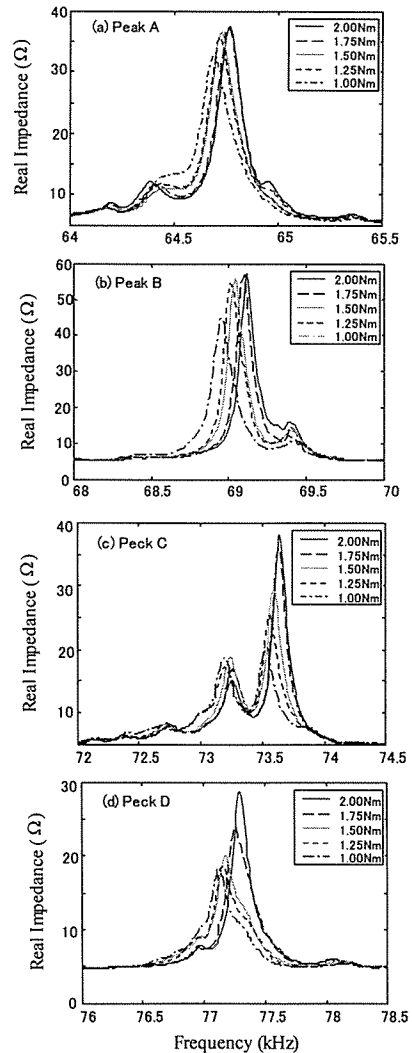 (a) Peak A
2.00Nm
1.75Nm
1.50Nm
1.25Nm
1.00Nm
Real Impedance (Ω)
40
30
20
10
64
64.5
65
65.5
(b) Peak B
2.00Nm
1.75Nm
1.50Nm
1.25Nm
1.00Nm
Real Impedance (Ω)
60
50
40
30
20
10
0
68
68.5
69
69.5
70
(c) Peck C
2.00Nm
1.75Nm
1.50Nm
1.25Nm
1.00Nm
Real Impedance (Ω)
40
30
20
10
72
72.5
73
73.5
74
74.5
(d) Peck D
2.00Nm
1.75Nm
1.50Nm
1.25Nm
1.00Nm
Real Impedance (Ω)
30
20
10
0
76
76.5
77
77.5
78
78.5
Frequency (kHz)